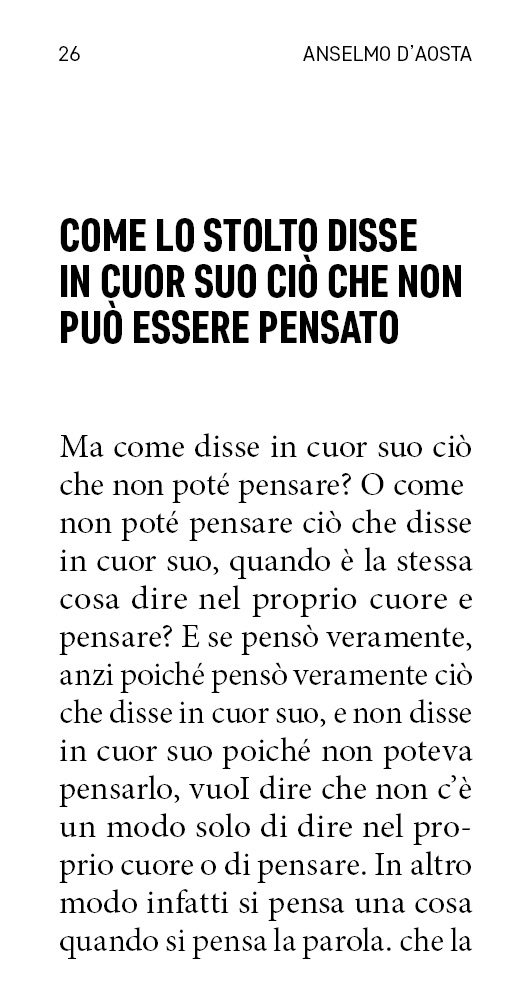 26 ANSELMO D'AOSTA
COME LO STOLTO DISSE
IN CUOR SUO CIÒ CHE NON
PUÒ ESSERE PENSATO
Ma come disse in cuor suo ciò
che non poté pensare? O come
non poté pensare ciò che disse
in cuor suo, quando è la stessa
cosa dire nel proprio cuore e
pensare? E se pensò veramente,
anzi poiché pensò veramente ciò
che disse in cuor suo, e non disse
in cuor suo poiché non poteva
pensarlo, vuoI dire che non c’è
un modo solo di dire nel pro-
prio cuore o di pensare. In altro
modo infatti si pensa una cosa
quando si pensa la parola. che la